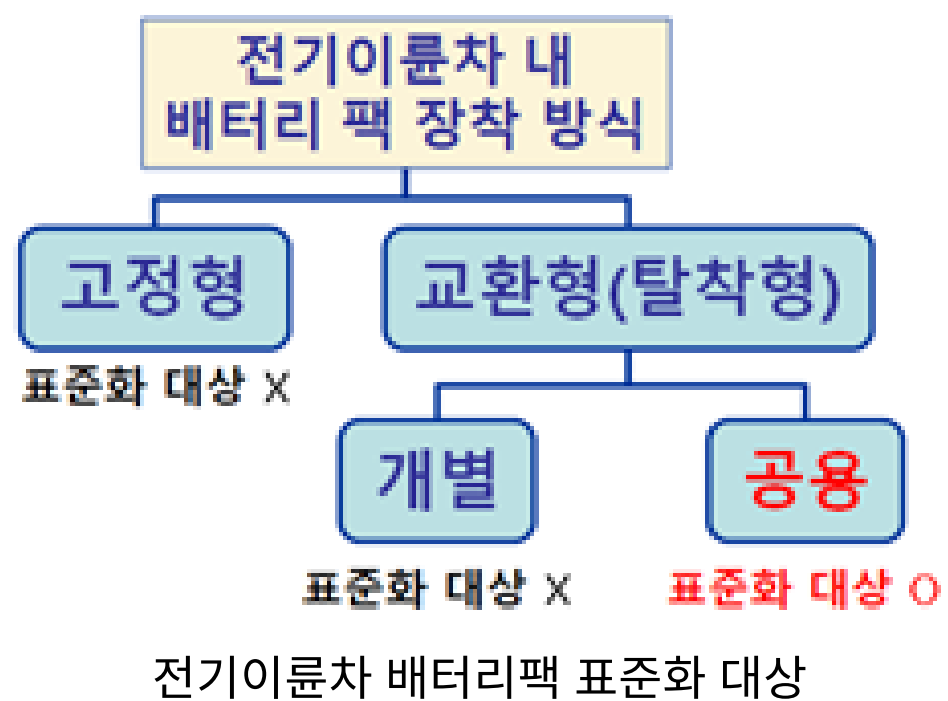 전기이륜차 내
배터리 팩 장착 방식
고정형
교환형(탈착형)
표준화 대상 X
개별
공용
표준화 대상 X
표준화 대상 O
전기이륜차 배터리팩 표준화 대상